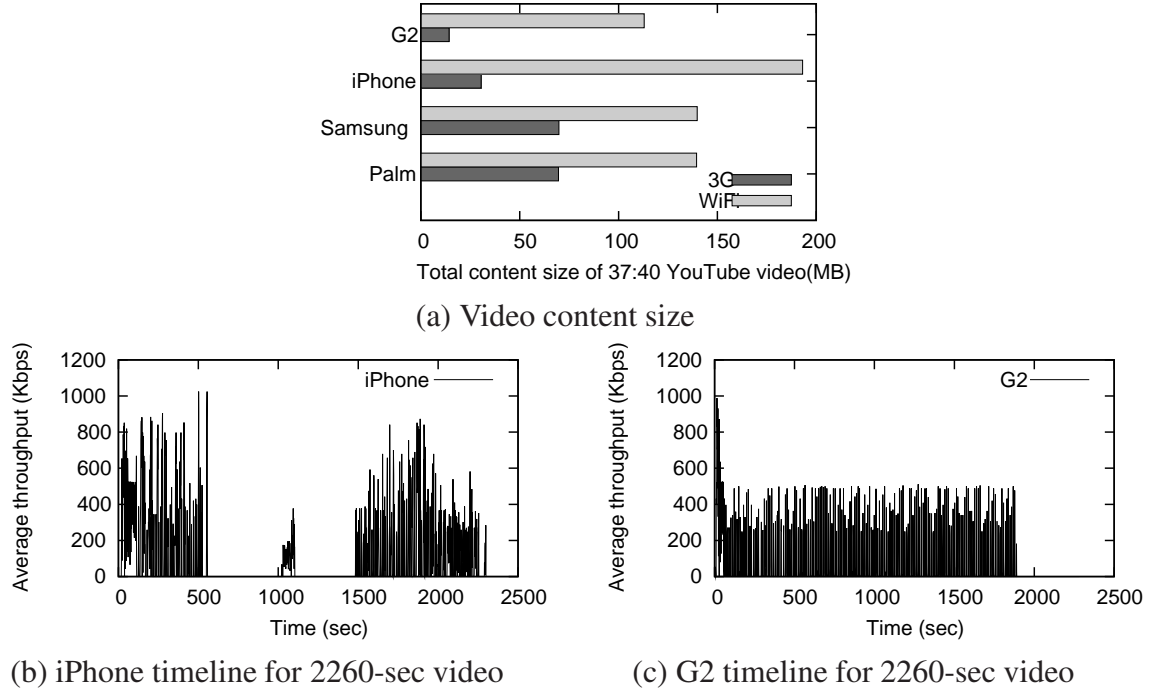 G2
iPhone
Samsung
Palm
3G
WiFi
0 50 100 150 200
Total content size of 37:40 YouTube video(MB)
(a) Video content size
Average throughput (Kbps)
1200
1000
800
600
400
200
0
iPhone
0 500 1000 1500 2000 2500
Time (sec)
(b) iPhone timeline for 2260-sec video
Average throughput (Kbps)
1200
1000
800
600
400
200
0
G2
0 500 1000 1500 2000 2500
Time (sec)
(c) G2 timeline for 2260-sec video